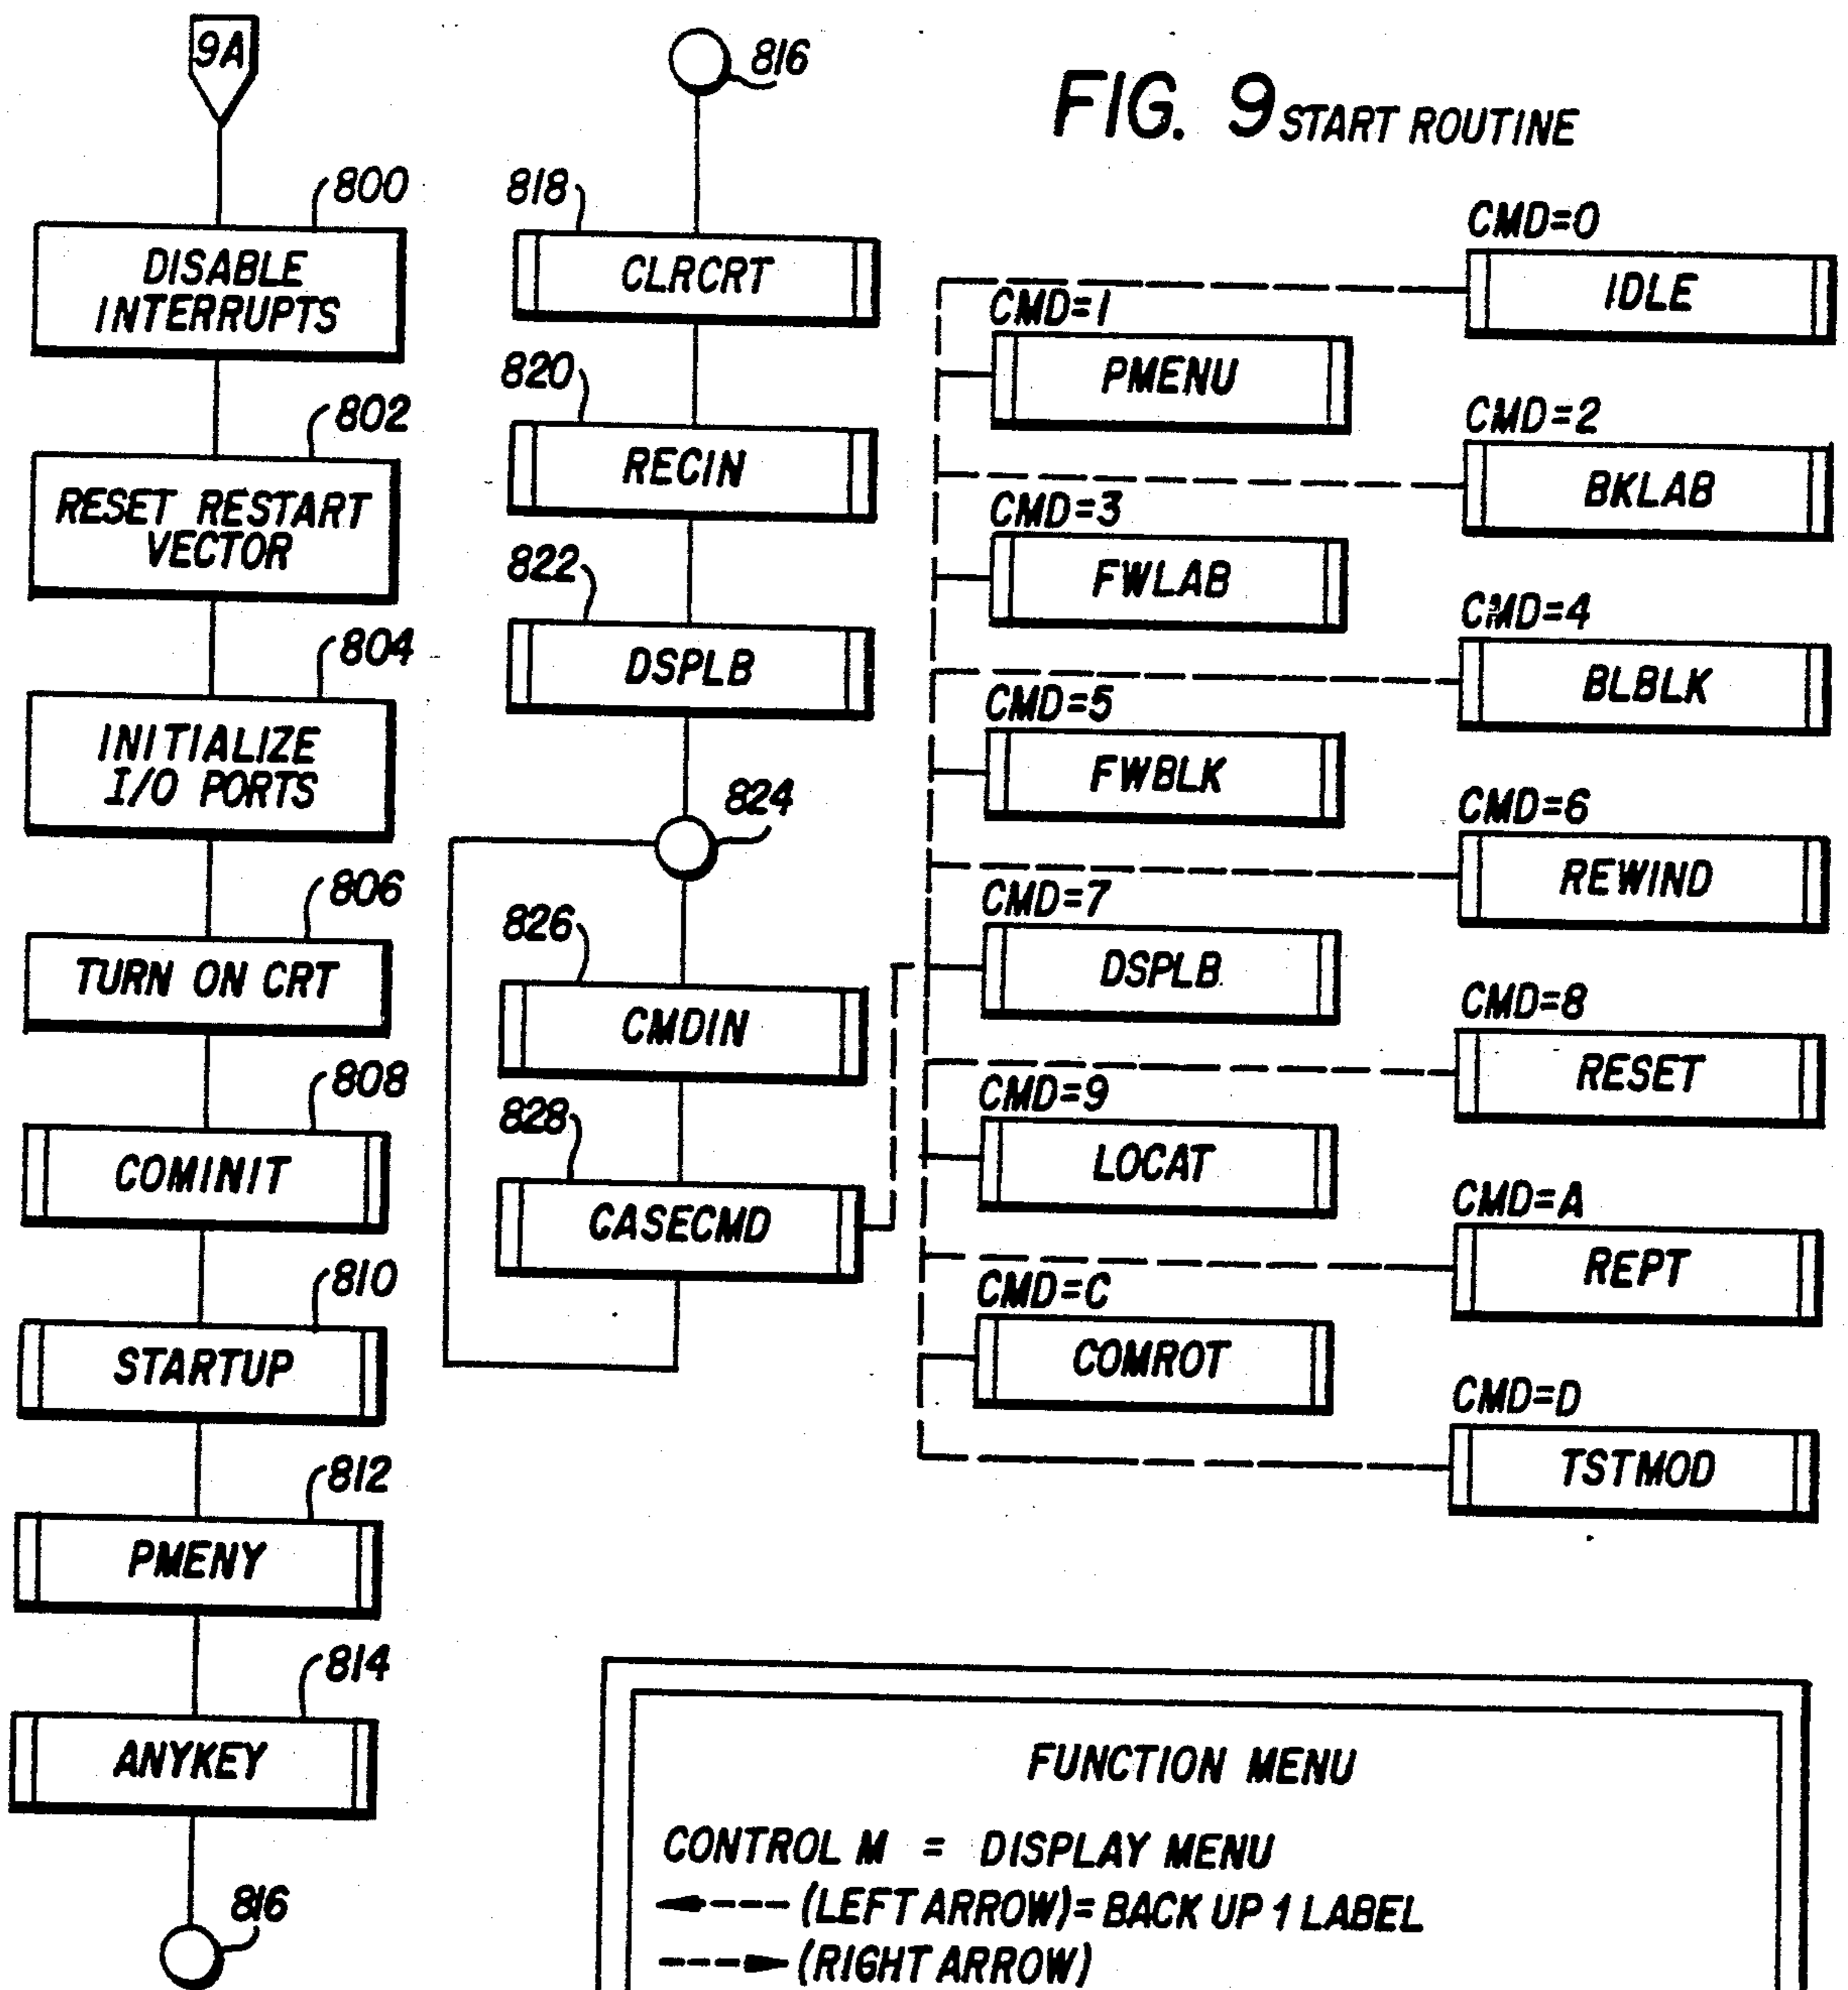 9A
800
DISABLE
INTERRUPTS
802
RESET RESTART
VECTOR
804
INITIALIZE
I/O PORTS
806
TURN ON CRT
808
COMINIT
810
STARTUP
812
PMENY
814
ANYKEY
816
816
818
CLRCRT
820
RECIN
822
DSPLB
824
826
CMDIN
828
CASECMD
FIG. 9 START ROUTINE
CMD=0
IDLE
CMD=1
PMENU
CMD=2
BKLAB
CMD=3
FWLAB
CMD=4
BLBLK
CMD=5
FWBLK
CMD=6
REWIND
CMD=7
DSPLB
CMD=8
RESET
CMD=9
LOCAT
CMD=A
REPT
CMD=C
COMROT
CMD=D
TSTMOD
FUNCTION MENU
CONTROL M = DISPLAY MENU
(LEFT ARROW)= BACK UP 1 LABEL
(RIGHT ARROW)